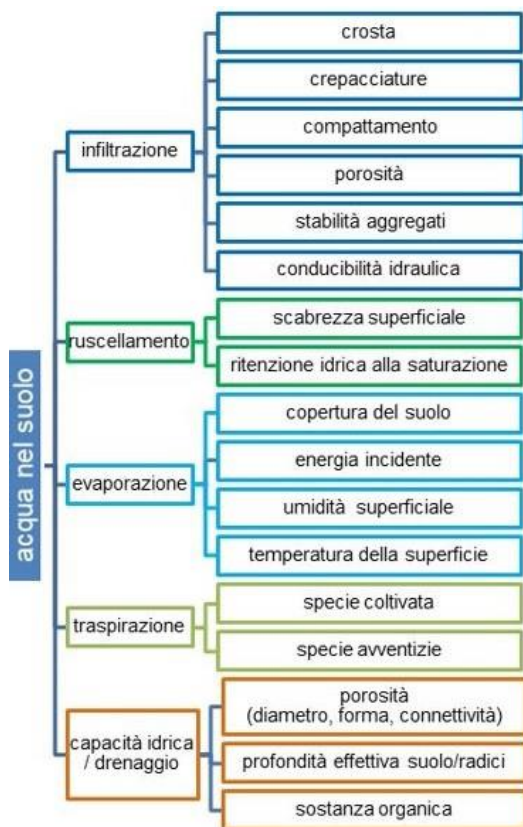 acqua nel suolo
infiltrazione
crosta
crepacciature
compattamento
porosità
stabilità aggregati
conducibilità idraulica
ruscellamento
scabrezza superficiale
ritenzione idrica alla saturazione
evaporazione
copertura del suolo
energia incidente
umidità superficiale
temperatura della superficie
traspirazione
specie coltivata
specie avventizie
capacità idrica
/ drenaggio
porosità
(diametro, forma, connettività)
profondità effettiva suolo/radici
sostanza organica